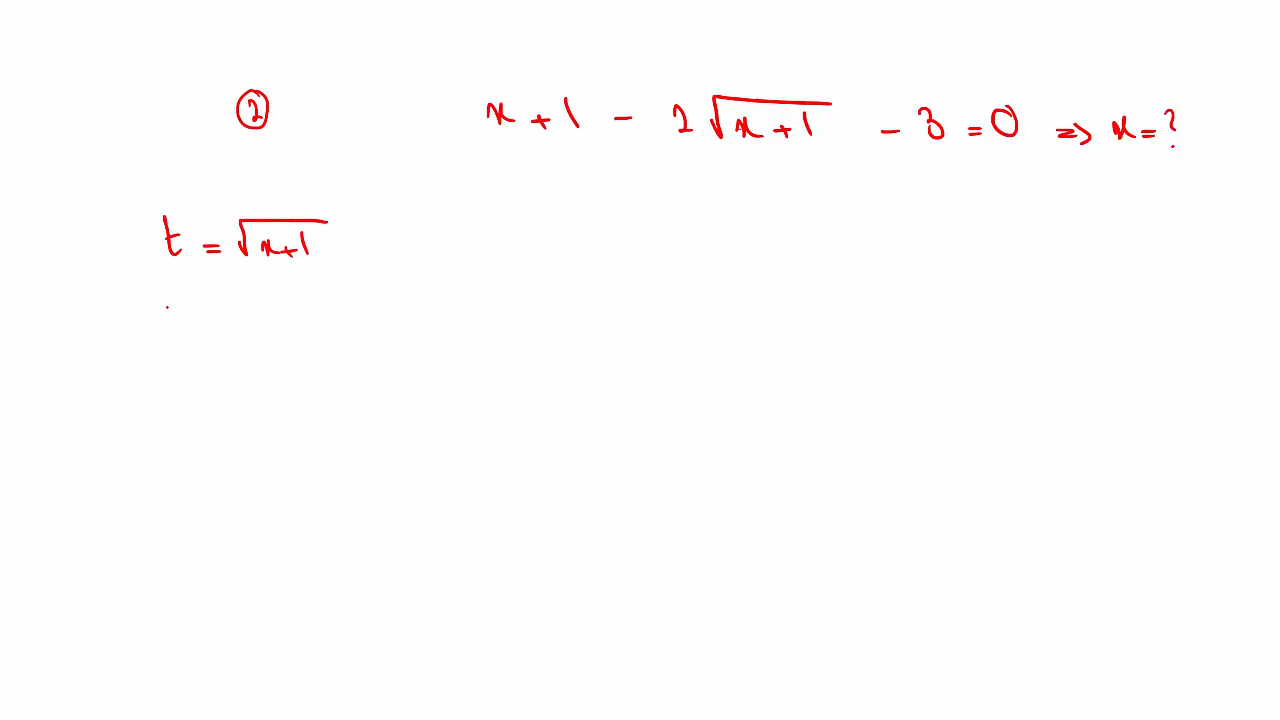 ② x + 1 - 2√(x+1) - 3 = 0 ⇒ x = ?
t = √(x+1)